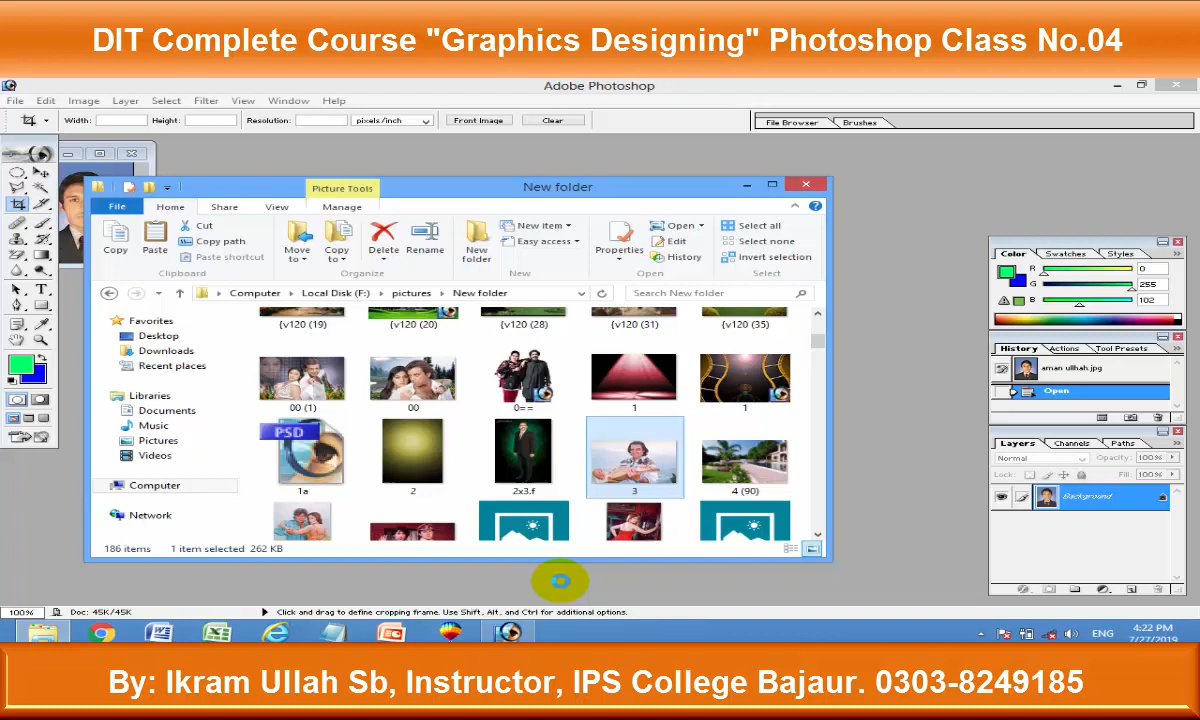 DIT Complete Course "Graphics Designing" Photoshop Class No.04
Adobe Photoshop
File Edit Image Layer Select Filter View Window Help
Width: Height: Resolution: pixels/inch Front Image Clear File Browser Brushes
Picture Tools New folder
File Home Share View Manage
Copy Paste Cut Copy path Paste shortcut
Move to Copy to Delete Rename
New folder New item Easy access
Properties Open Edit History
Select all Select none Invert selection
Clipboard Organize New Open Select
Computer Local Disk (F:) pictures New folder Search New folder
Favorites
Desktop
Downloads
Recent places
Libraries
Documents
Music
Pictures
Videos
Computer
Network
{v120 (19) {v120 (20) {v120 (28) {v120 (31) {v120 (35)
00 (1) 00 0== 1 1
PSD
1a 2 2x3.f 3 4 (90)
186 items 1 item selected 262 KB
Color Swatches Styles
R 0
G 255
B 102
History Actions Tool Presets
aman ullhah.jpg
Open
Layers Channels Paths
Normal Opacity: 100%
Lock: Fill: 100%
Background
100% Doc: 45K/45K Click and drag to define cropping frame. Use Shift, Alt, and Ctrl for additional options.
ENG 4:22 PM
7/27/2019
By: Ikram Ullah Sb, Instructor, IPS College Bajaur. 0303-8249185